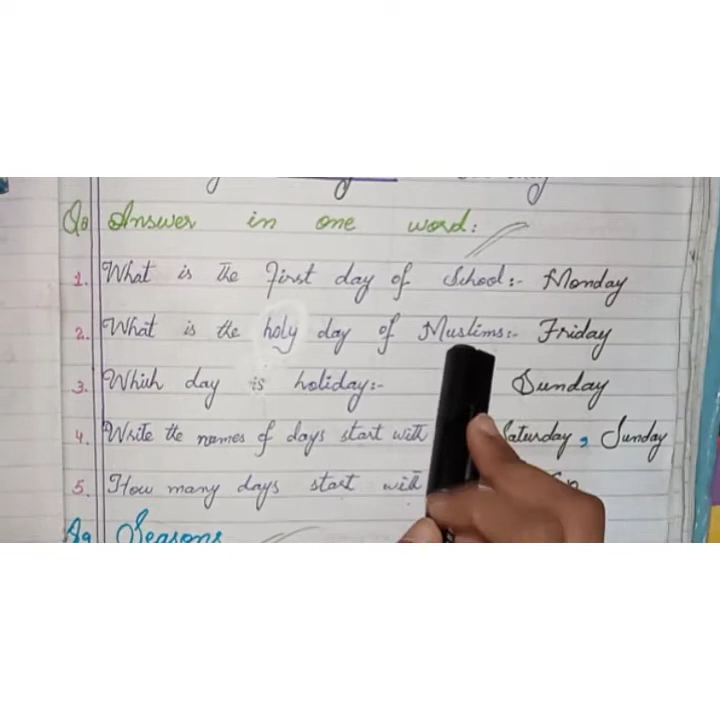 Q8 Answer in one word:
1. What is the first day of School:- Monday
2. What is the holy day of Muslims:- Friday
3. Which day is holiday:- Sunday
4. Write the names of days start with Saturday, Sunday
5. How many days start with
Q9 Seasons